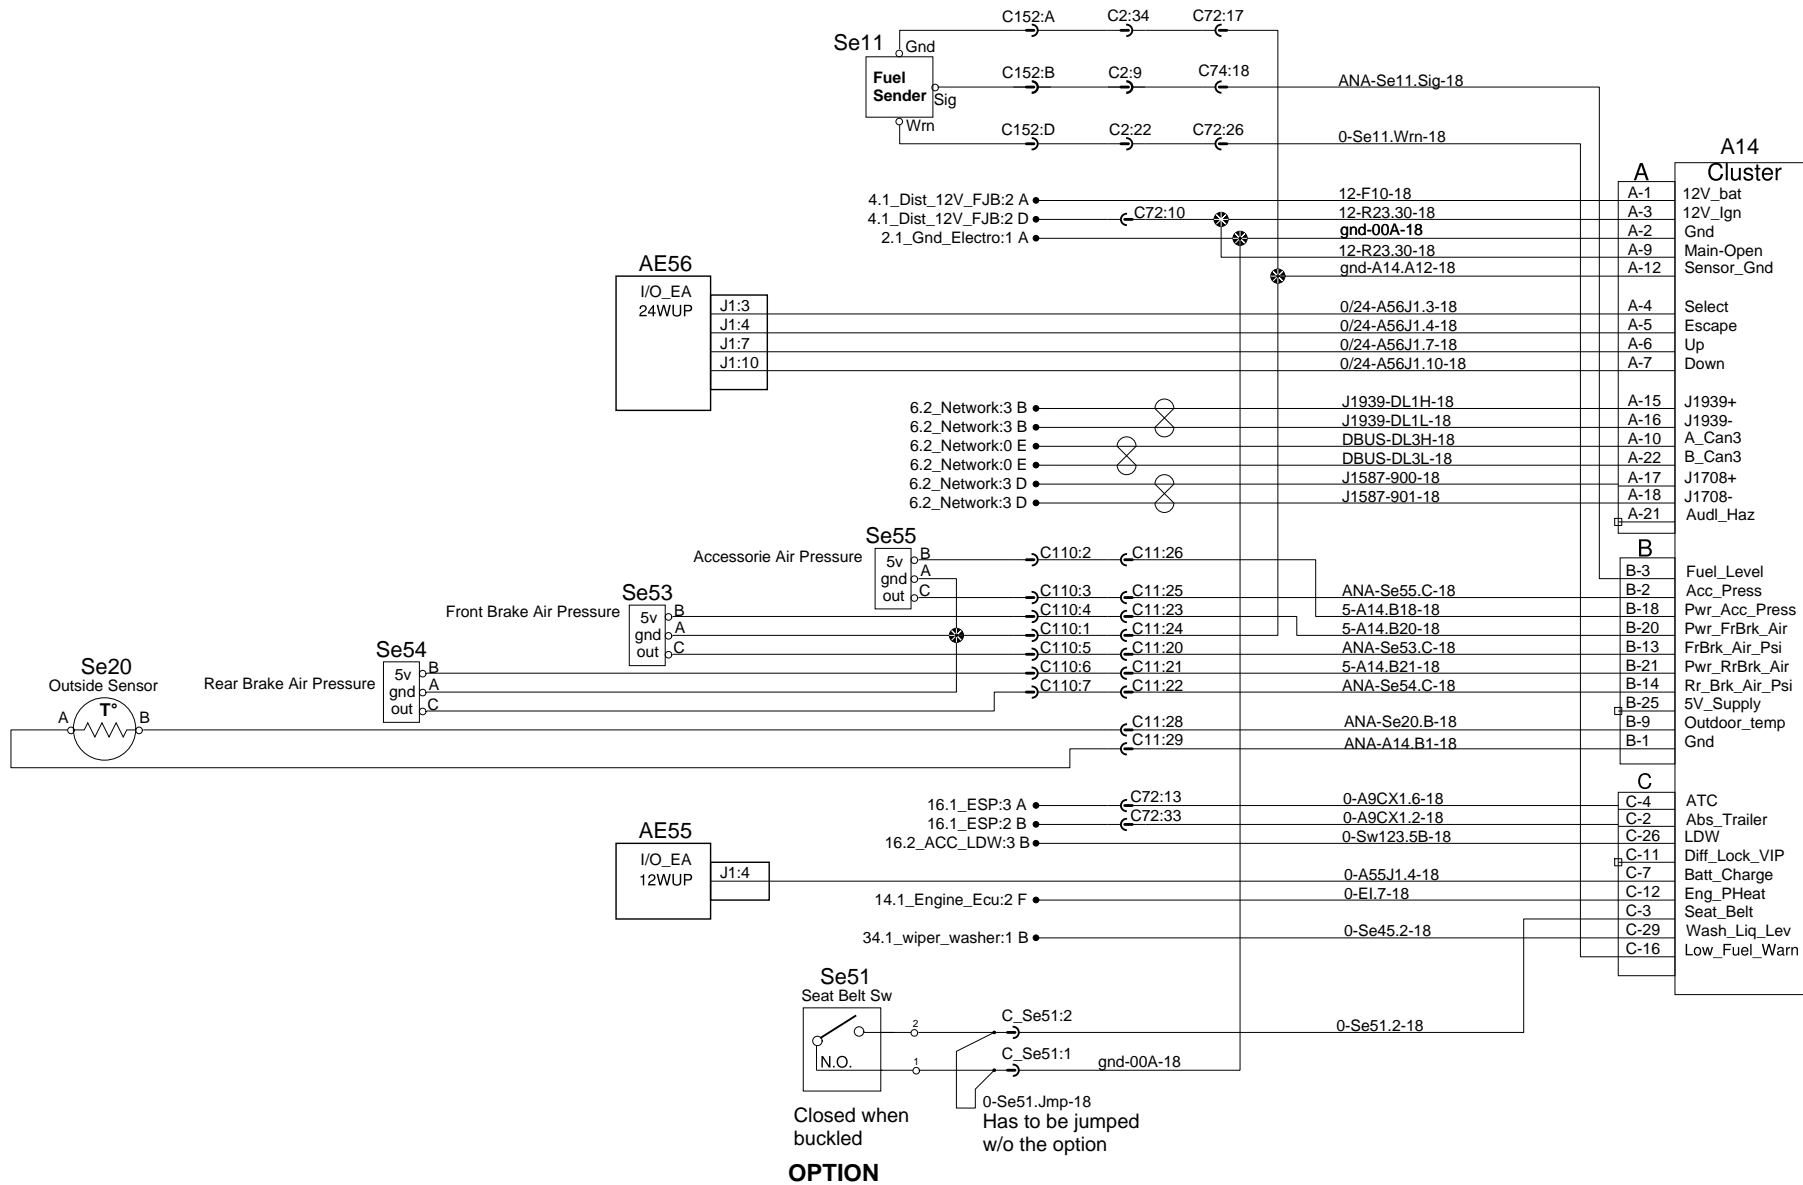 C152:A C2:34 C72:17
Se11 Gnd
Fuel
Sender
Sig
C152:B C2:9 C74:18 ANA-Se11.Sig-18
Wrn
C152:D C2:22 C72:26 0-Se11.Wrn-18
A14
Cluster
A
4.1_Dist_12V_FJB:2 A 12-F10-18 A-1 12V_bat
4.1_Dist_12V_FJB:2 D C72:10 12-R23.30-18 A-3 12V_Ign
2.1_Gnd_Electro:1 A gnd-00A-18 A-2 Gnd
12-R23.30-18 A-9 Main-Open
gnd-A14.A12-18 A-12 Sensor_Gnd
AE56
I/O_EA
24WUP
J1:3 0/24-A56J1.3-18 A-4 Select
J1:4 0/24-A56J1.4-18 A-5 Escape
J1:7 0/24-A56J1.7-18 A-6 Up
J1:10 0/24-A56J1.10-18 A-7 Down
6.2_Network:3 B J1939-DL1H-18 A-15 J1939+
6.2_Network:3 B J1939-DL1L-18 A-16 J1939-
6.2_Network:0 E DBUS-DL3H-18 A-10 A_Can3
6.2_Network:0 E DBUS-DL3L-18 A-22 B_Can3
6.2_Network:3 D J1587-900-18 A-17 J1708+
6.2_Network:3 D J1587-901-18 A-18 J1708-
A-21 Audl_Haz
Se55
Accessorie Air Pressure
5v
gnd
out
B
A
C
C110:2 C11:26
B
B-3 Fuel_Level
C110:3 C11:25 ANA-Se55.C-18 B-2 Acc_Press
Se53
Front Brake Air Pressure
5v
gnd
out
B
A
C
C110:4 C11:23 5-A14.B18-18 B-18 Pwr_Acc_Press
C110:1 C11:24 5-A14.B20-18 B-20 Pwr_FrBrk_Air
C110:5 C11:20 ANA-Se53.C-18 B-13 FrBrk_Air_Psi
Se54
Rear Brake Air Pressure
5v
gnd
out
B
A
C
C110:6 C11:21 5-A14.B21-18 B-21 Pwr_RrBrk_Air
C110:7 C11:22 ANA-Se54.C-18 B-14 Rr_Brk_Air_Psi
B-25 5V_Supply
Se20
Outside Sensor
T°
A
B
C11:28 ANA-Se20.B-18 B-9 Outdoor_temp
C11:29 ANA-A14.B1-18 B-1 Gnd
C
16.1_ESP:3 A C72:13 0-A9CX1.6-18 C-4 ATC
16.1_ESP:2 B C72:33 0-A9CX1.2-18 C-2 Abs_Trailer
16.2_ACC_LDW:3 B 0-Sw123.5B-18 C-26 LDW
C-11 Diff_Lock_VIP
AE55
I/O_EA
12WUP
J1:4 0-A55J1.4-18 C-7 Batt_Charge
14.1_Engine_Ecu:2 F 0-EI.7-18 C-12 Eng_PHeat
C-3 Seat_Belt
34.1_wiper_washer:1 B 0-Se45.2-18 C-29 Wash_Liq_Lev
C-16 Low_Fuel_Warn
Se51
Seat Belt Sw
2 C_Se51:2 0-Se51.2-18
N.O.
1 C_Se51:1 gnd-00A-18
0-Se51.Jmp-18
Closed when
buckled
Has to be jumped
w/o the option
OPTION